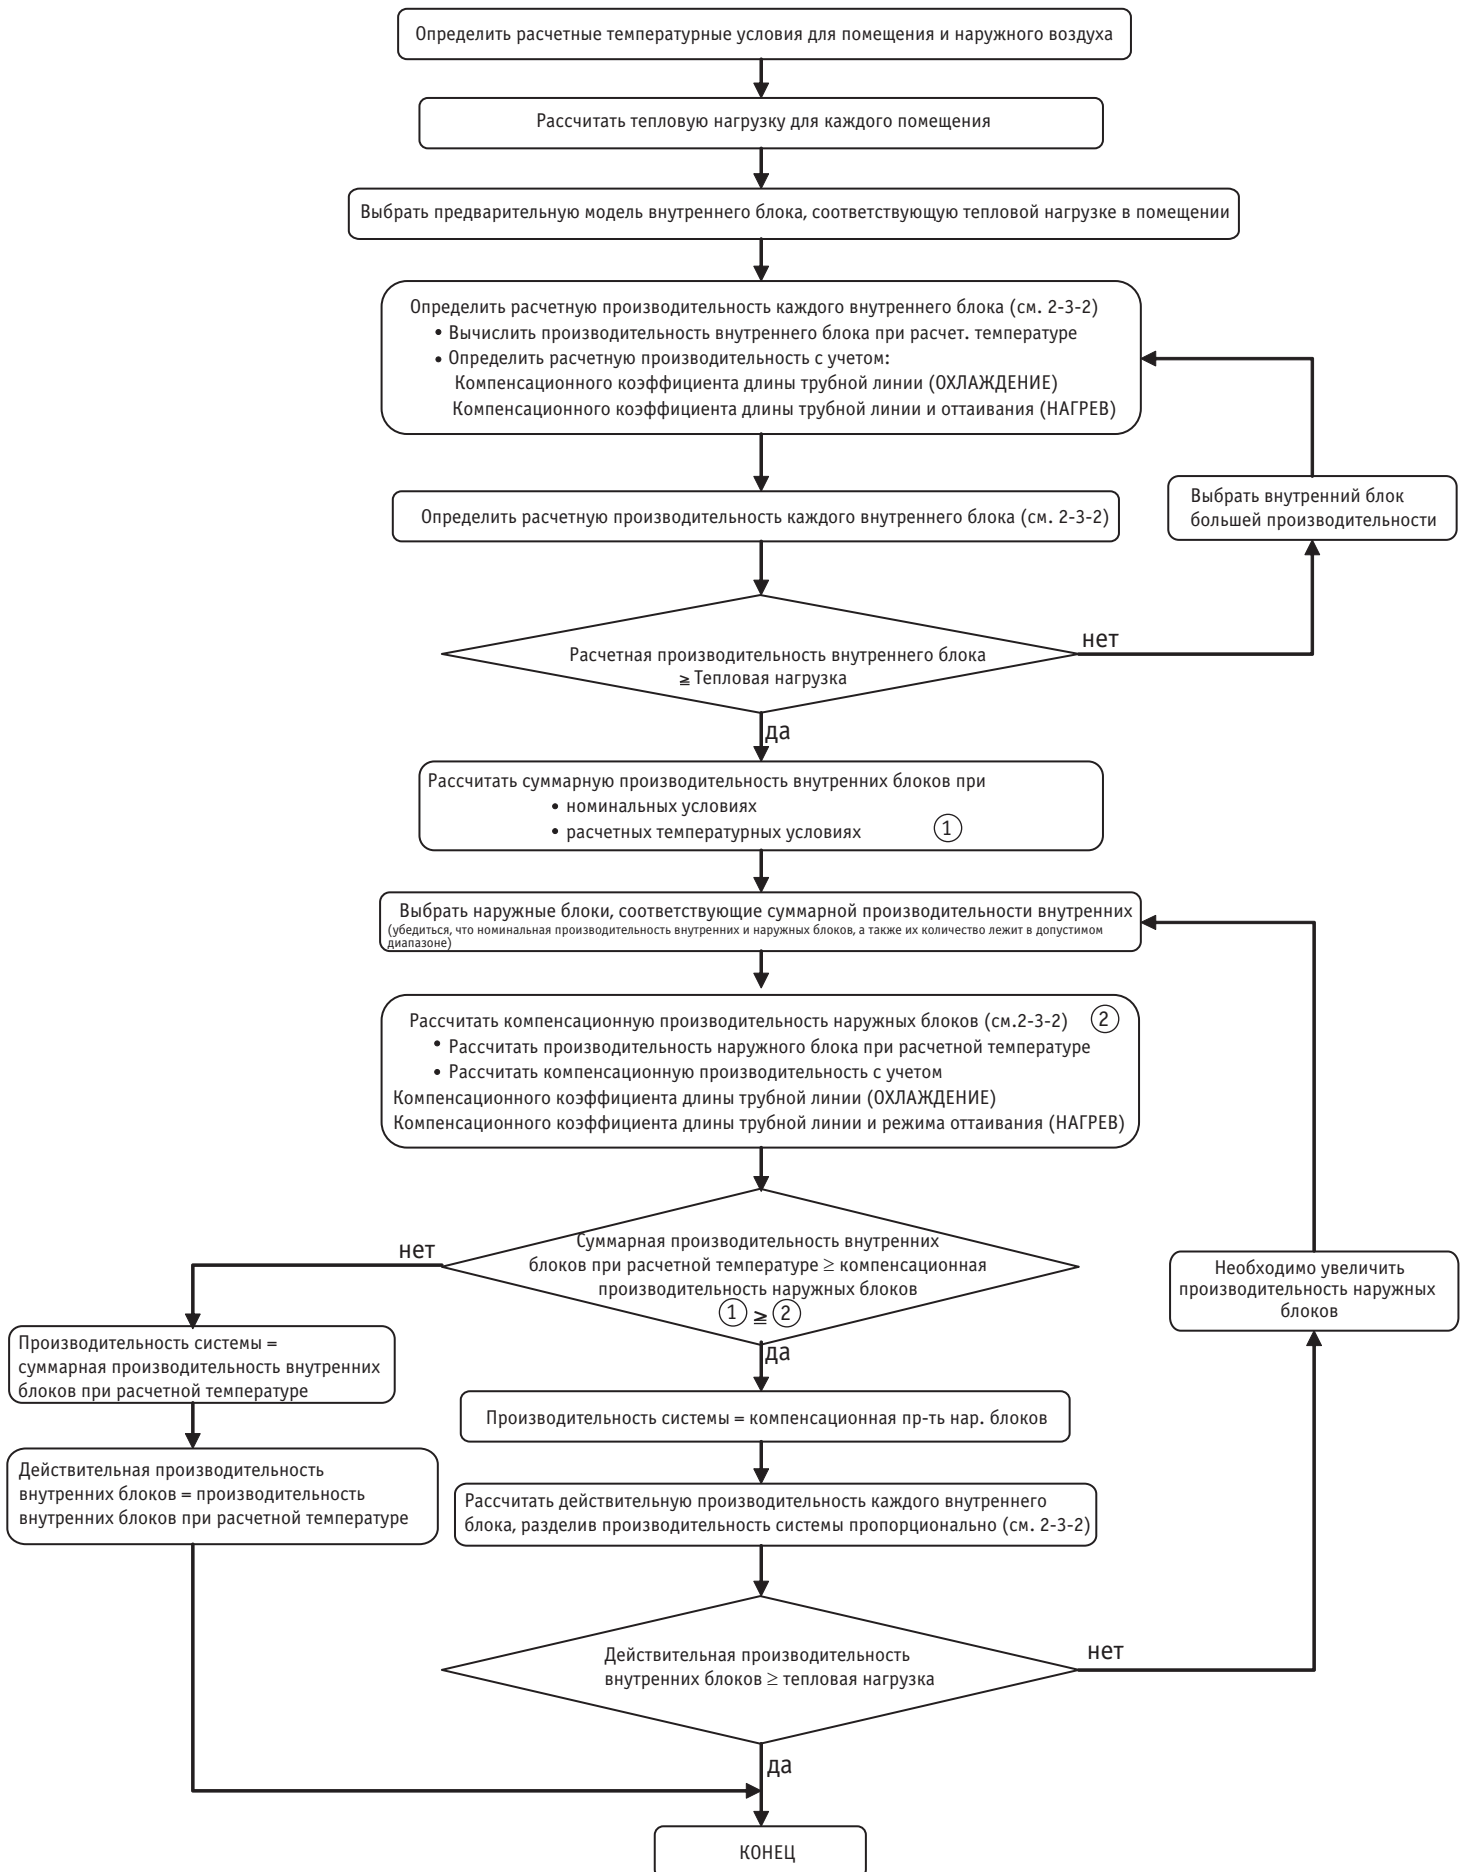 Определить расчетные температурные условия для помещения и наружного воздуха
Рассчитать тепловую нагрузку для каждого помещения
Выбрать предварительную модель внутреннего блока, соответствующую тепловой нагрузке в помещении
Определить расчетную производительность каждого внутреннего блока (см. 2-3-2)
• Вычислить производительность внутреннего блока при расчет. температуре
• Определить расчетную производительность с учетом:
Компенсационного коэффициента длины трубной линии (ОХЛАЖДЕНИЕ)
Компенсационного коэффициента длины трубной линии и оттаивания (НАГРЕВ)
Определить расчетную производительность каждого внутреннего блока (см. 2-3-2)
Выбрать внутренний блок
большей производительности
нет
Расчетная производительность внутреннего блока
≧ Тепловая нагрузка
да
Рассчитать суммарную производительность внутренних блоков при
• номинальных условиях
• расчетных температурных условиях ①
Выбрать наружные блоки, соответствующие суммарной производительности внутренних
(убедиться, что номинальная производительность внутренних и наружных блоков, а также их количество лежит в допустимом
диапазоне)
Рассчитать компенсационную производительность наружных блоков (см.2-3-2) ②
• Рассчитать производительность наружного блока при расчетной температуре
• Рассчитать компенсационную производительность с учетом
Компенсационного коэффициента длины трубной линии (ОХЛАЖДЕНИЕ)
Компенсационного коэффициента длины трубной линии и режима оттаивания (НАГРЕВ)
нет
Суммарная производительность внутренних
блоков при расчетной температуре ≥ компенсационная
производительность наружных блоков
① ≧ ②
да
Необходимо увеличить
производительность наружных
блоков
Производительность системы =
суммарная производительность внутренних
блоков при расчетной температуре
Производительность системы = компенсационная пр-ть нар. блоков
Действительная производительность
внутренних блоков = производительность
внутренних блоков при расчетной температуре
Рассчитать действительную производительность каждого внутреннего
блока, разделив производительность системы пропорционально (см. 2-3-2)
Действительная производительность
внутренних блоков ≥ тепловая нагрузка
нет
да
КОНЕЦ